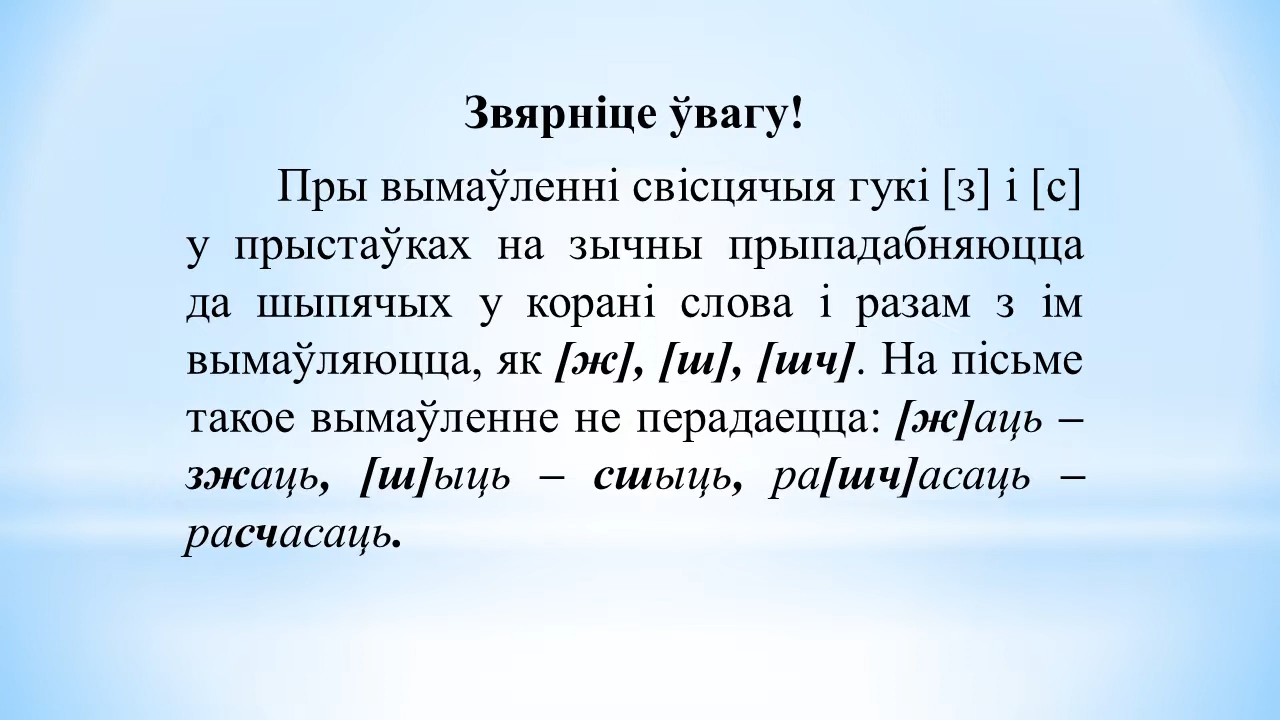 Звярніце ўвагу!
Пры вымаўленні свісцячыя гукі [з] і [с]
у прыстаўках на зычны прыпадабняюцца
да шыпячых у корані слова і разам з ім
вымаўляюцца, як [ж], [ш], [шч]. На пісьме
такое вымаўленне не перадаецца: [ж]аць –
зжаць, [ш]ыць – сшыць, ра[шч]асаць –
расчасаць.